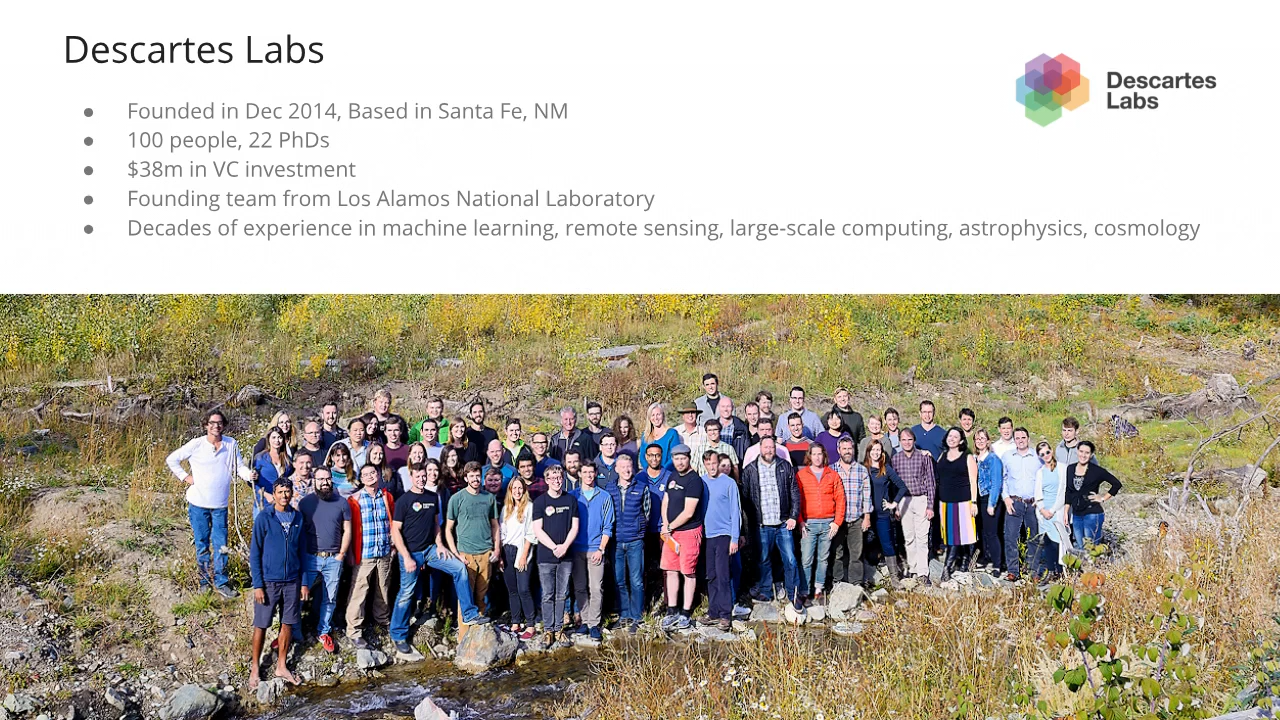 Descartes Labs
● Founded in Dec 2014, Based in Santa Fe, NM
● 100 people, 22 PhDs
● $38m in VC investment
● Founding team from Los Alamos National Laboratory
● Decades of experience in machine learning, remote sensing, large-scale computing, astrophysics, cosmology
Descartes
Labs